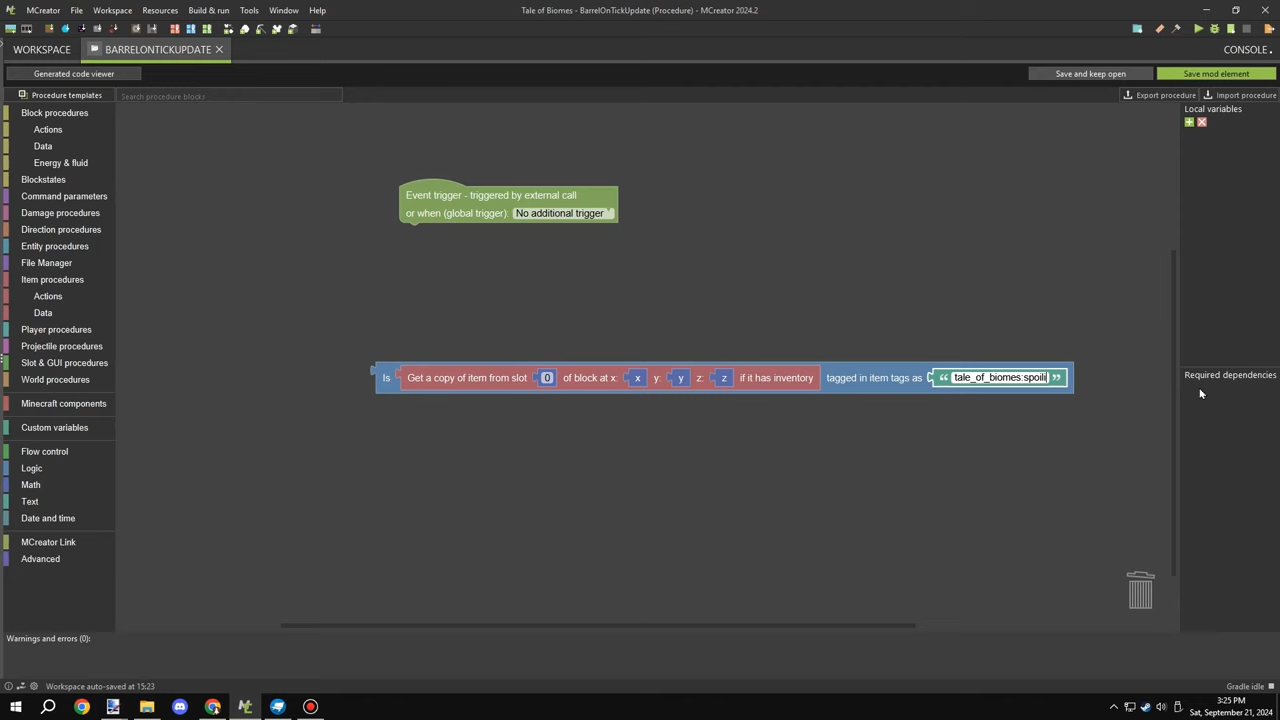 MCreator File Workspace Resources Build & run Tools Window Help
Tale of Biomes - BarrelOnTickUpdate (Procedure) - MCreator 2024.2
WORKSPACE
BARRELONTICKUPDATE
CONSOLE
Generated code viewer
Save and keep open
Save mod element
Procedure templates
Search procedure blocks
Export procedure
Import procedure
Block procedures
Actions
Data
Energy & fluid
Blockstates
Command parameters
Damage procedures
Direction procedures
Entity procedures
File Manager
Item procedures
Actions
Data
Player procedures
Projectile procedures
Slot & GUI procedures
World procedures
Minecraft components
Custom variables
Flow control
Logic
Math
Text
Date and time
MCreator Link
Advanced
Event trigger - triggered by external call
or when (global trigger): No additional trigger
Is Get a copy of item from slot 0 of block at x: x y: y z: z if it has inventory tagged in item tags as “ tale_of_biomes:spoili ”
Local variables
Required dependencies
Warnings and errors (0):
Workspace auto-saved at 15:23
Gradle idle
3:25 PM
Sat, September 21, 2024